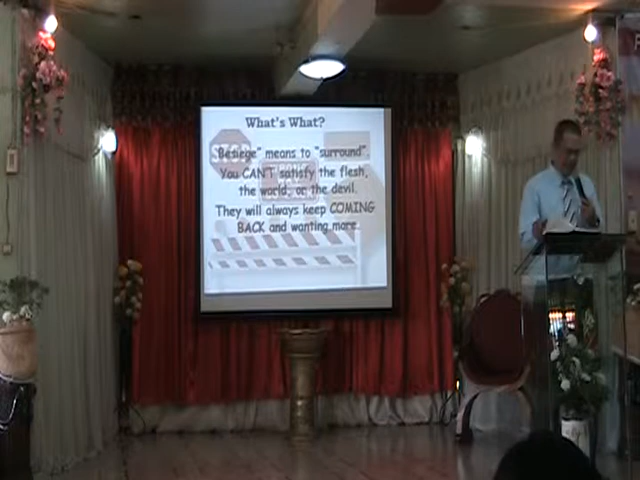 What's What?
"Besiege" means to "surround".
You CAN'T satisfy the flesh,
the world, or the devil.
They will always keep COMING
BACK and wanting more.
STOP